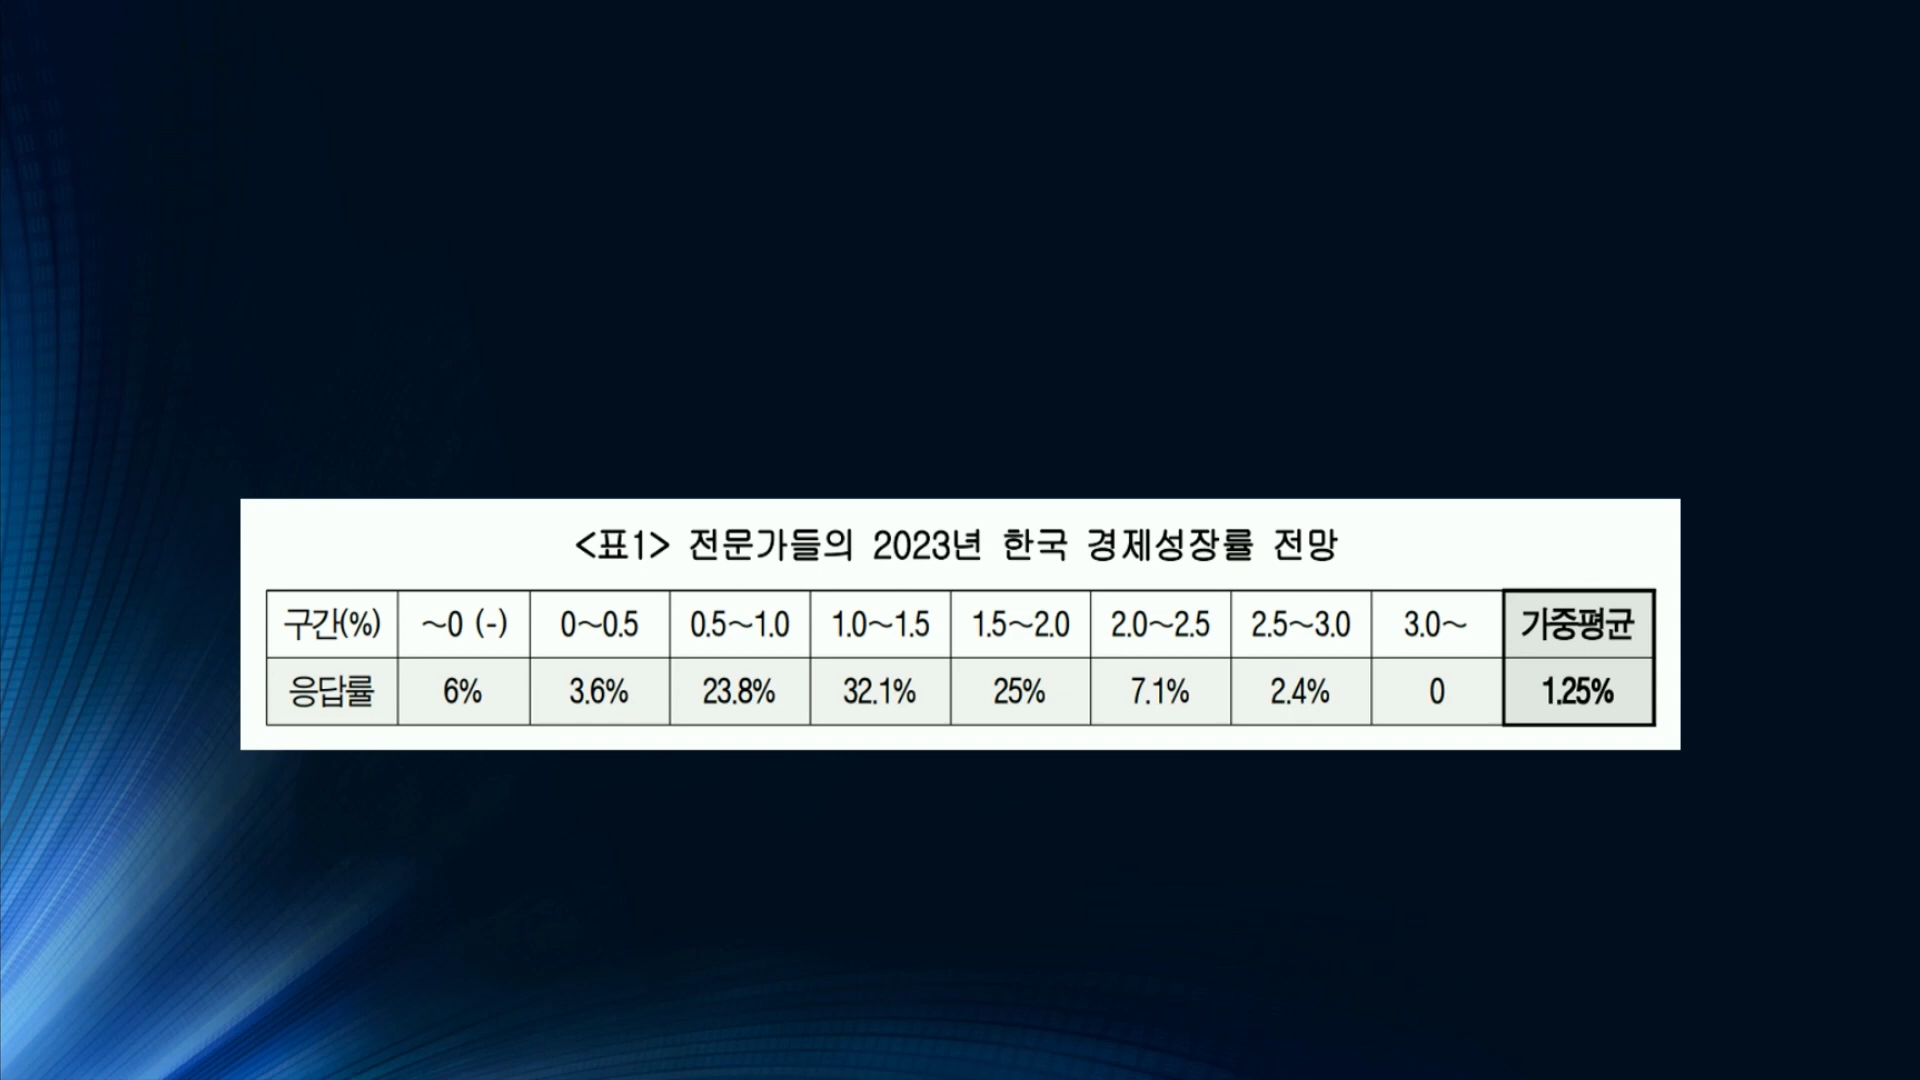 <표1> 전문가들의 2023년 한국 경제성장률 전망
구간(%) ~0 (-) 0~0.5 0.5~1.0 1.0~1.5 1.5~2.0 2.0~2.5 2.5~3.0 3.0~ 가중평균
응답률 6% 3.6% 23.8% 32.1% 25% 7.1% 2.4% 0 1.25%